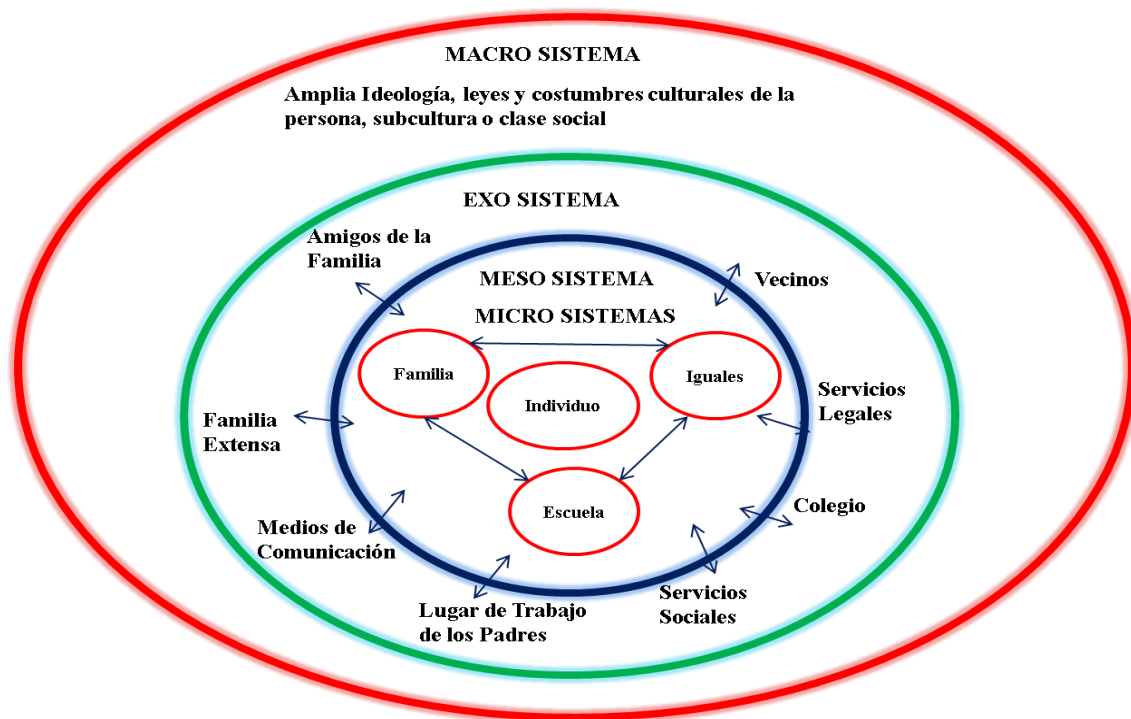 MACRO SISTEMA
Amplia Ideología, leyes y costumbres culturales de la
persona, subcultura o clase social
EXO SISTEMA
Amigos de la
Familia
MESO SISTEMA
Vecinos
MICRO SISTEMAS
Familia
Iguales
Individuo
Servicios
Legales
Familia
Extensa
Escuela
Colegio
Medios de
Comunicación
Servicios
Sociales
Lugar de Trabajo
de los Padres